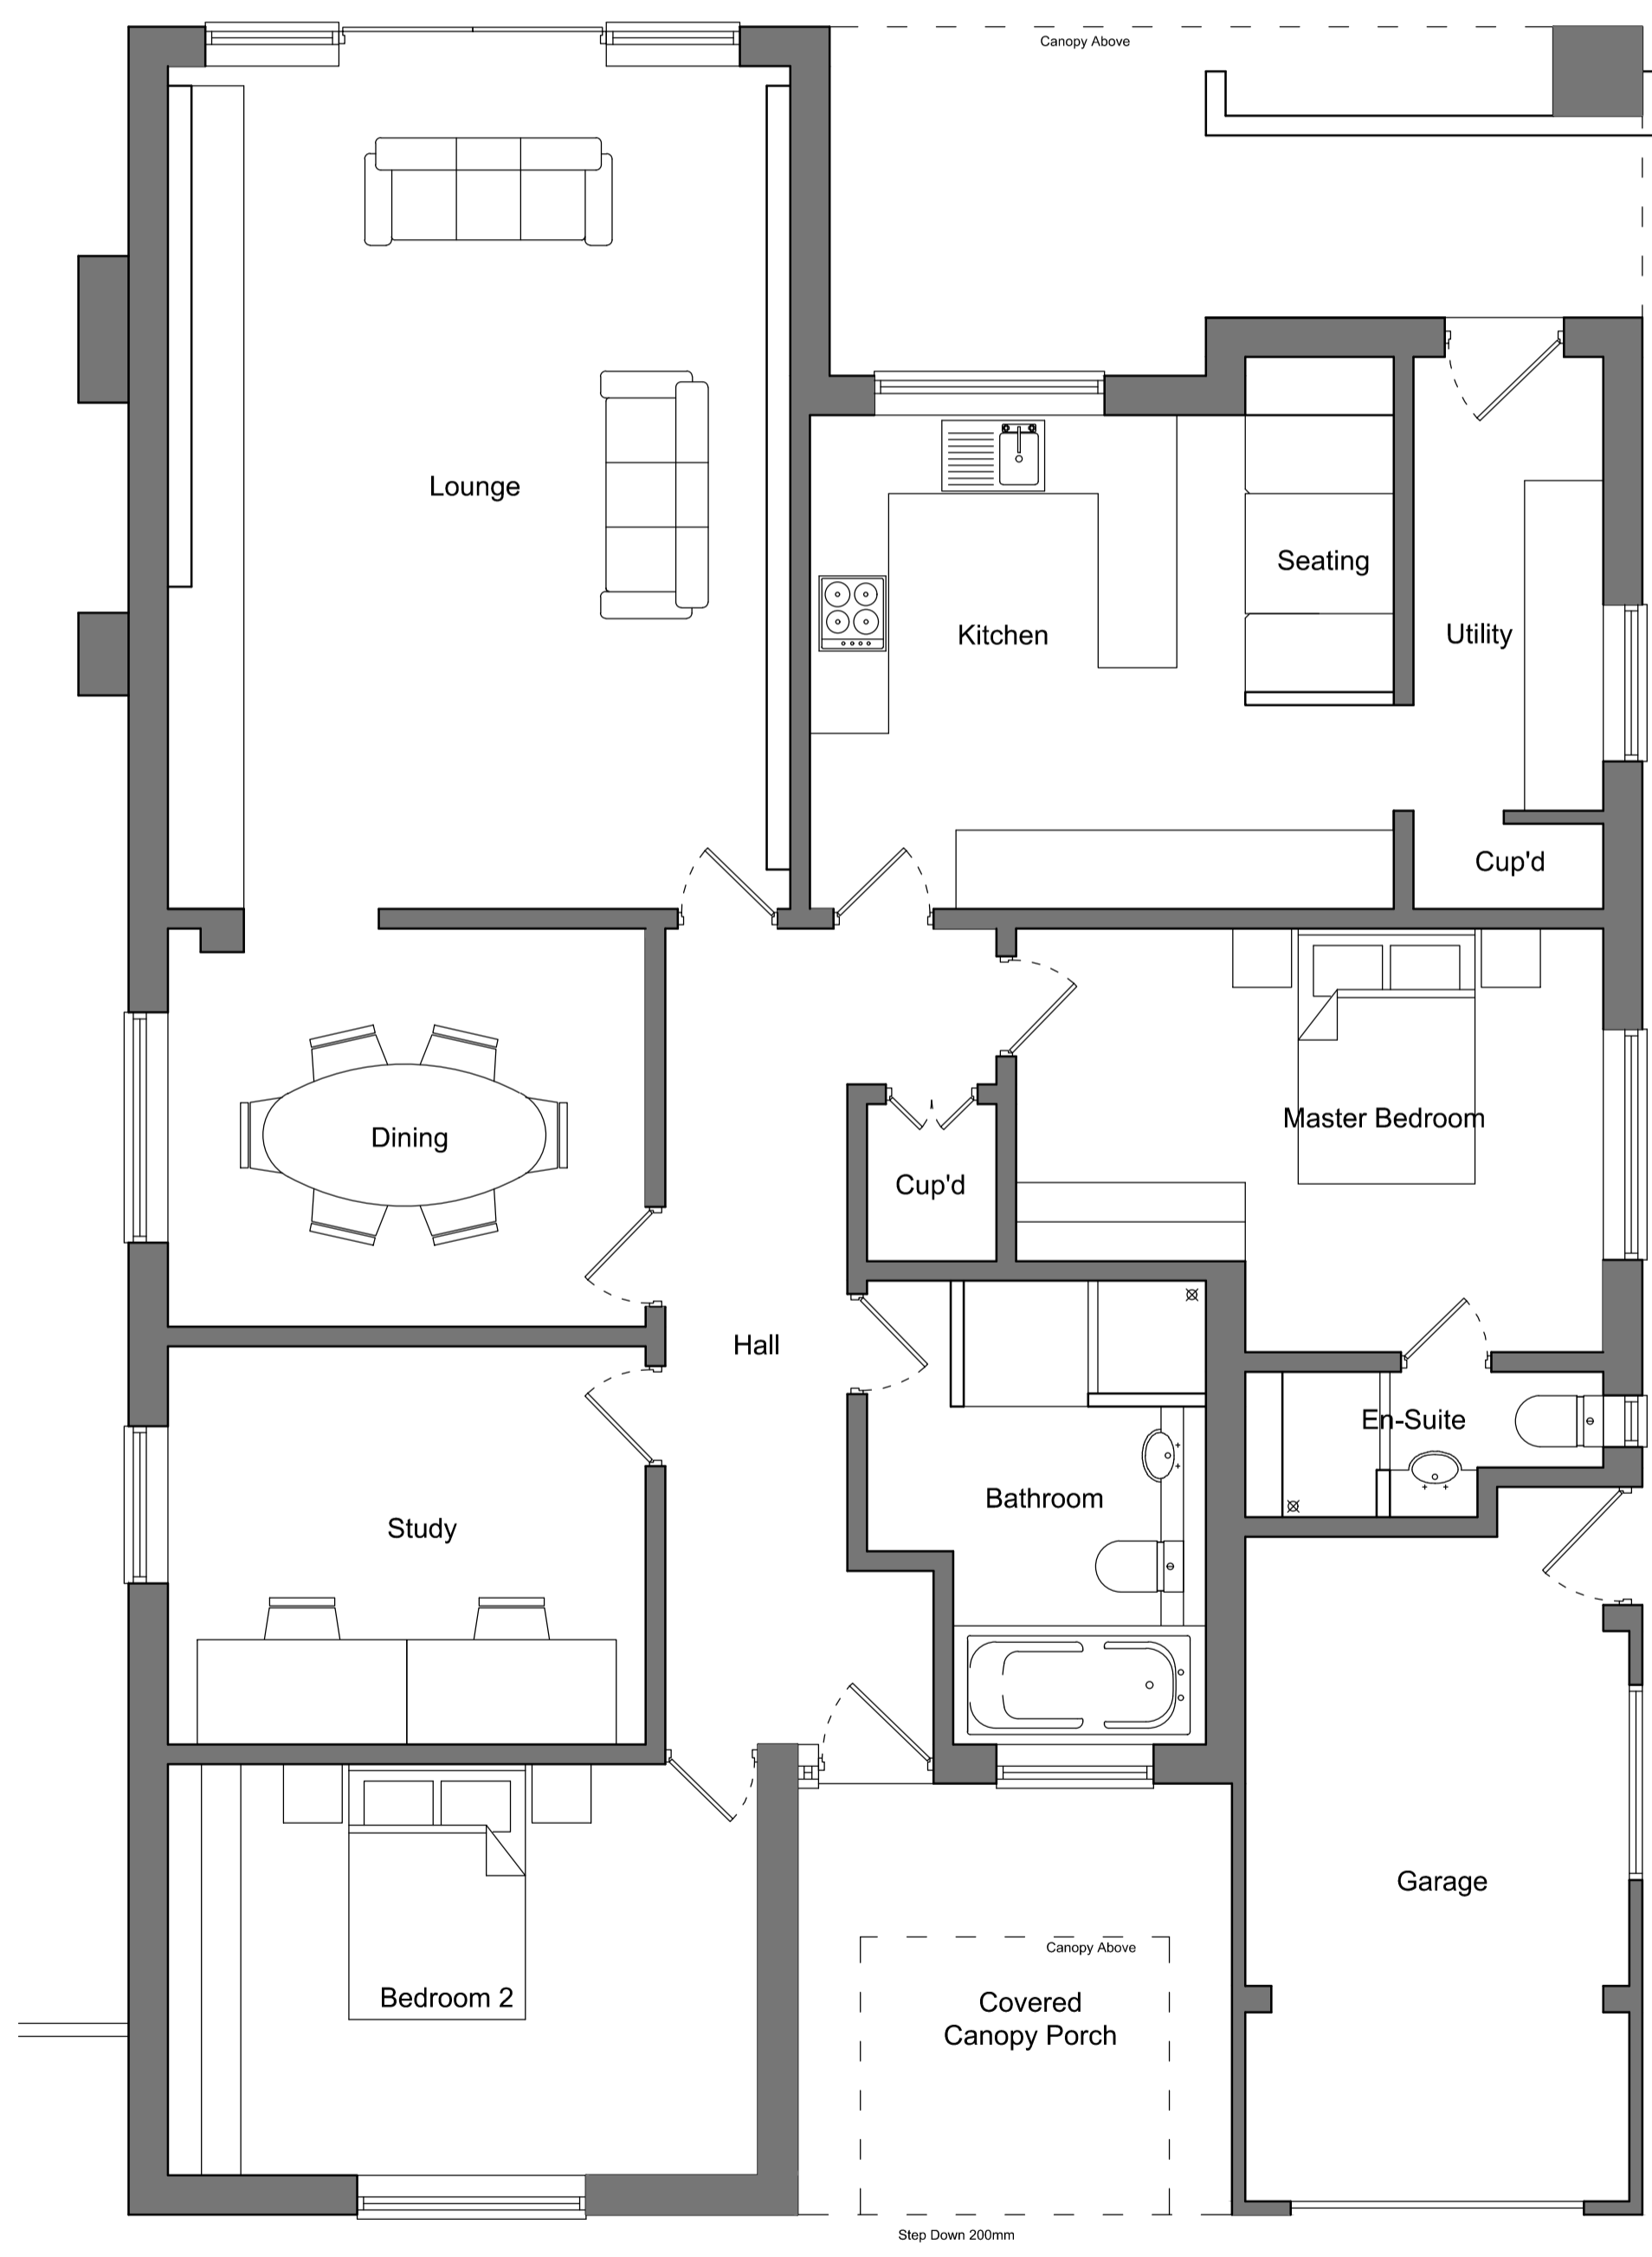 Canopy Above
Lounge
Seating
Kitchen
Utility
Cup'd
Master Bedroom
Dining
Cup'd
Hall
En-Suite
Bathroom
Study
Garage
Canopy Above
Bedroom 2
Covered
Canopy Porch
Step Down 200mm